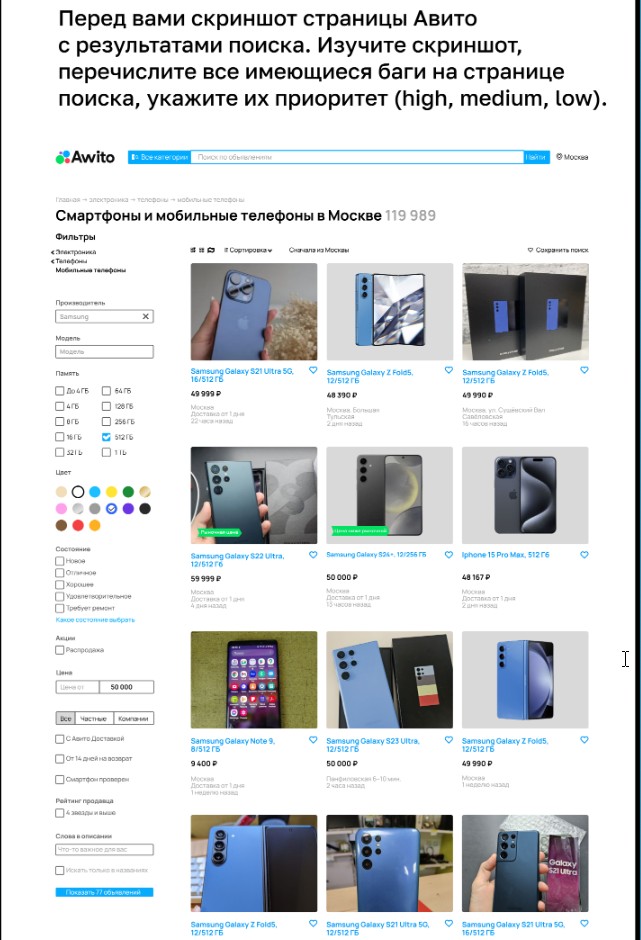 Перед вами скриншот страницы Авито
с результатами поиска. Изучите скриншот,
перечислите все имеющиеся баги на странице
поиска, укажите их приоритет (high, medium, low).
Awito
Все категории
Поиск по объявлениям
Найти
Москва
Главная → электроника → телефоны → мобильные телефоны
Смартфоны и мобильные телефоны в Москве 119 989
Фильтры
Электроника
Телефоны
Мобильные телефоны
Сортировка
Сначала из Москвы
Сохранить поиск
Производитель
Samsung
Модель
Модель
Память
До 4 ГБ
64 ГБ
4 ГБ
128 ГБ
8 ГБ
256 ГБ
16 ГБ
512 ГБ
32 ГБ
1 ГБ
Цвет
Состояние
Новое
Отличное
Хорошее
Удовлетворительное
Требует ремонт
Какое состояние выбрать
Акции
Распродажа
Цена
Цена от
50 000
Все
Частные
Компании
С Авито Доставкой
От 14 дней на возврат
Смартфон проверен
Рейтинг продавца
4 звезды и выше
Слова в описании
Что-то важное для вас
Искать только в названиях
Показать 77 объявлений
Samsung Galaxy S21 Ultra 5G,
16/512 ГБ
49 999 ₽
Москва
Доставка от 1 дня
22 часа назад
Samsung Galaxy Z Fold5,
12/512 ГБ
48 390 ₽
Москва, Большая
Тульская
2 дня назад
Samsung Galaxy Z Fold5,
12/512 ГБ
49 990 ₽
Москва, ул. Сущёвский Вал
Савёловская
16 часов назад
Рыночная цена
Samsung Galaxy S22 Ultra,
12/512 ГБ
59 999 ₽
Москва
Доставка от 1 дня
4 дня назад
Цена ниже рыночной
Samsung Galaxy S24+, 12/256 ГБ
50 000 ₽
Москва
Доставка от 1 дня
13 часов назад
Iphone 15 Pro Max, 512 Гб
48 167 ₽
Москва
Доставка от 1 дня
2 дня назад
Samsung Galaxy Note 9,
8/512 ГБ
9 400 ₽
Москва
Доставка от 1 дня
1 неделю назад
Samsung Galaxy S23 Ultra,
12/512 ГБ
50 000 ₽
Панфиловская 6-10 мин.
2 часа назад
Samsung Galaxy Z Fold5,
12/512 ГБ
49 990 ₽
Москва
1 неделю назад
Samsung Galaxy Z Fold5,
12/512 ГБ
Samsung Galaxy S21 Ultra 5G,
12/512 ГБ
Galaxy
S21 Ultra
Samsung Galaxy S21 Ultra 5G,
16/512 ГБ